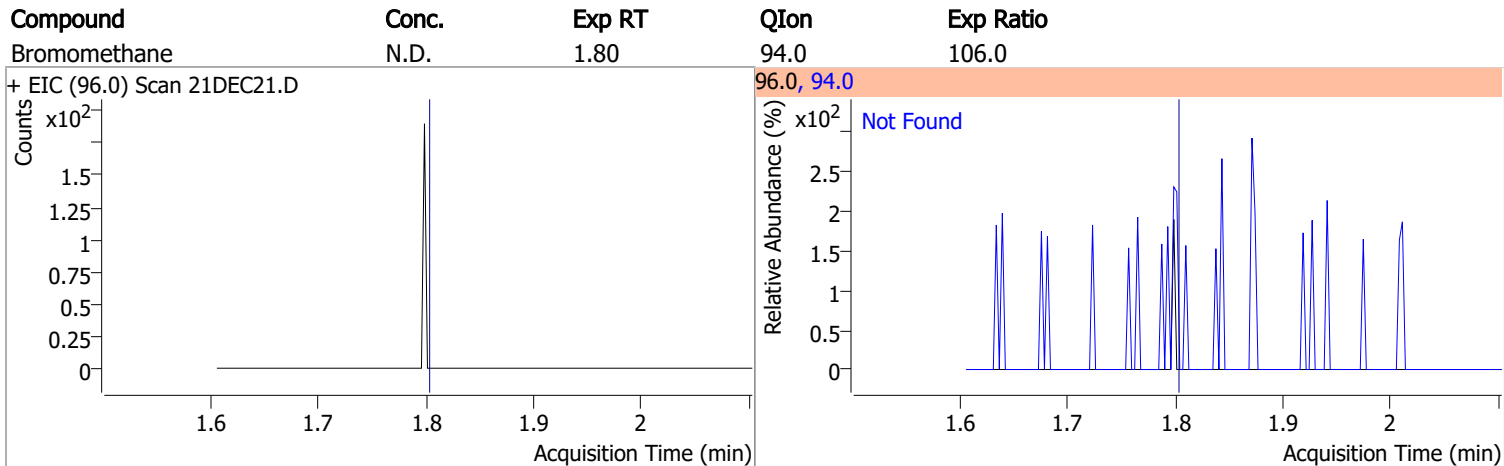 Compound Conc. Exp RT QIon Exp Ratio
Bromomethane N.D. 1.80 94.0 106.0
+ EIC (96.0) Scan 21DEC21.D
Counts
x10²
1.5
1.25
1
0.75
0.5
0.25
0
1.6 1.7 1.8 1.9 2
Acquisition Time (min)
96.0, 94.0
Relative Abundance (%)
x10²
Not Found
2.5
2
1.5
1
0.5
0
1.6 1.7 1.8 1.9 2
Acquisition Time (min)